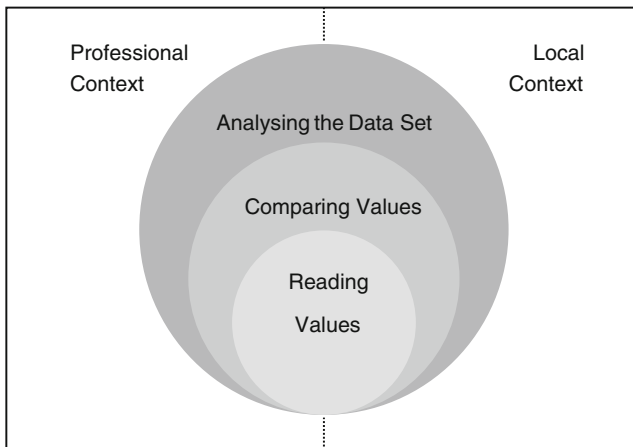 Professional
Context
Local
Context
Analysing the Data Set
Comparing Values
Reading
Values